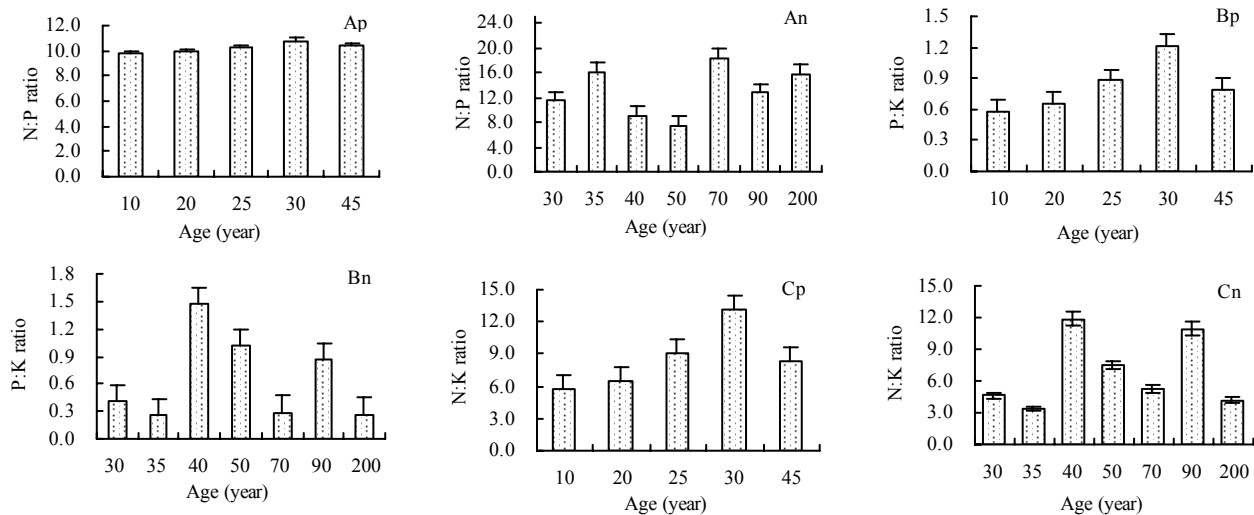 Ap
N:P ratio
12.0
10.0
8.0
6.0
4.0
2.0
0.0
10 20 25 30 45
Age (year)
An
N:P ratio
24.0
20.0
16.0
12.0
8.0
4.0
0.0
30 35 40 50 70 90 200
Age (year)
Bp
P:K ratio
1.5
1.2
0.9
0.6
0.3
0.0
10 20 25 30 45
Age (year)
Bn
P:K ratio
1.8
1.5
1.2
0.9
0.6
0.3
0.0
30 35 40 50 70 90 200
Age (year)
Cp
N:K ratio
15.0
12.0
9.0
6.0
3.0
0.0
10 20 25 30 45
Age (year)
Cn
N:K ratio
15.0
12.0
9.0
6.0
3.0
0.0
30 35 40 50 70 90 200
Age (year)